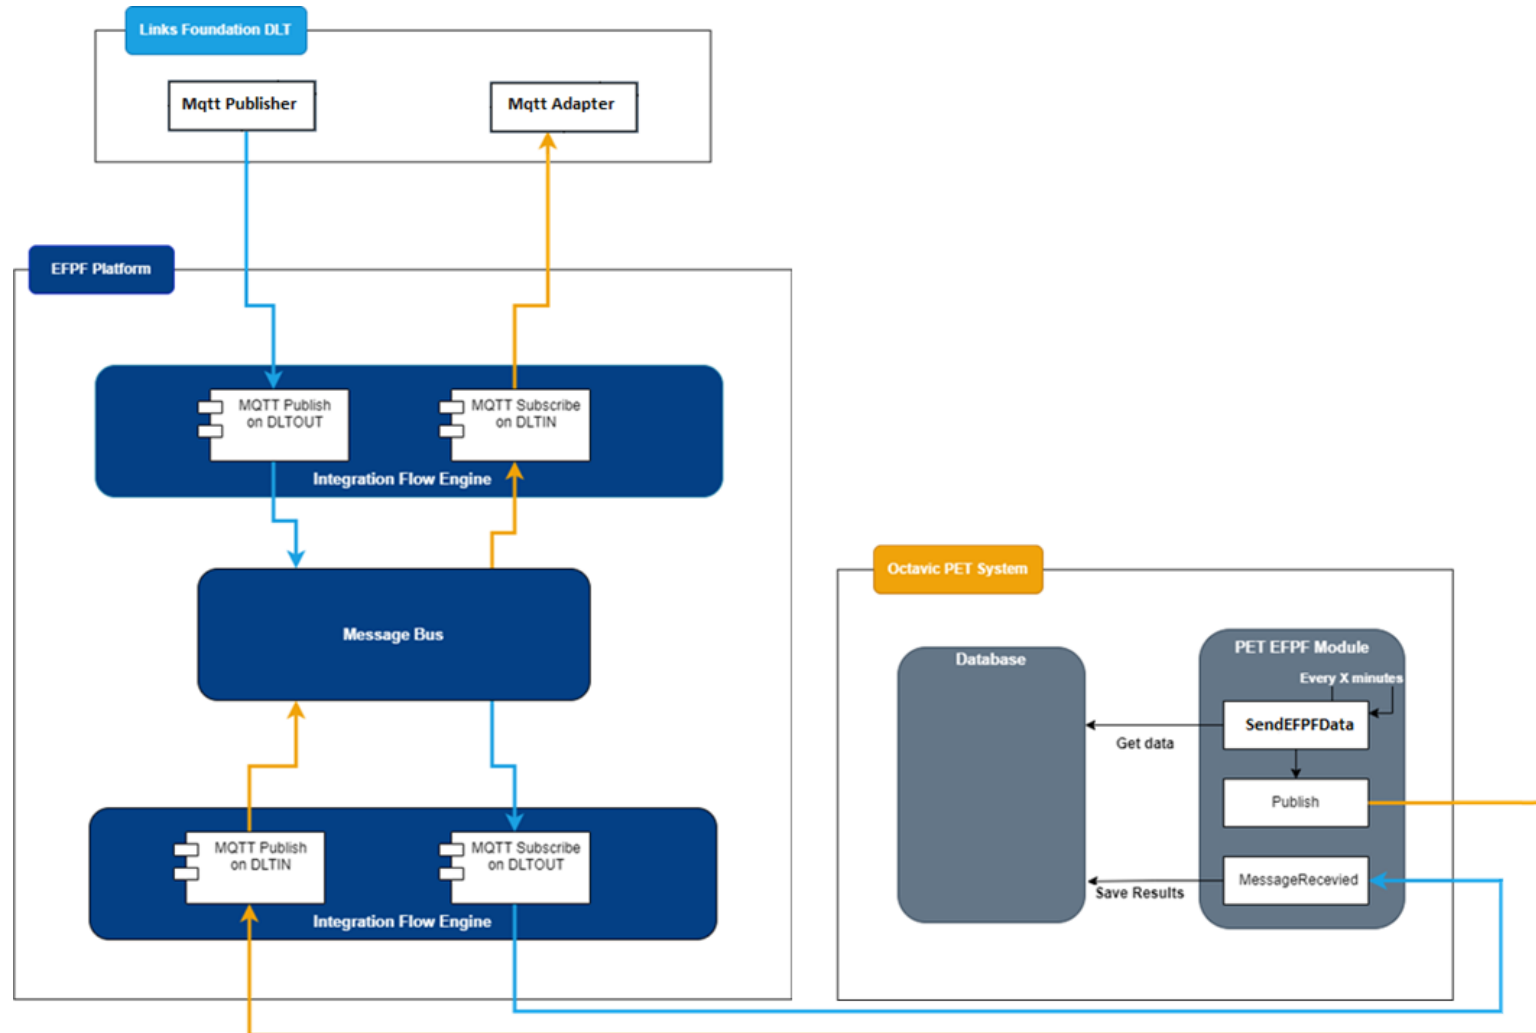 Links Foundation DLT
Mqtt Publisher
Mqtt Adapter
EFPF Platform
MQTT Publish
on DLTOUT
MQTT Subscribe
on DLTIN
Integration Flow Engine
Message Bus
MQTT Publish
on DLTIN
MQTT Subscribe
on DLTOUT
Integration Flow Engine
Octavic PET System
Database
PET EFPF Module
Every X minutes
SendEFPFData
Get data
Publish
MessageRecevied
Save Results